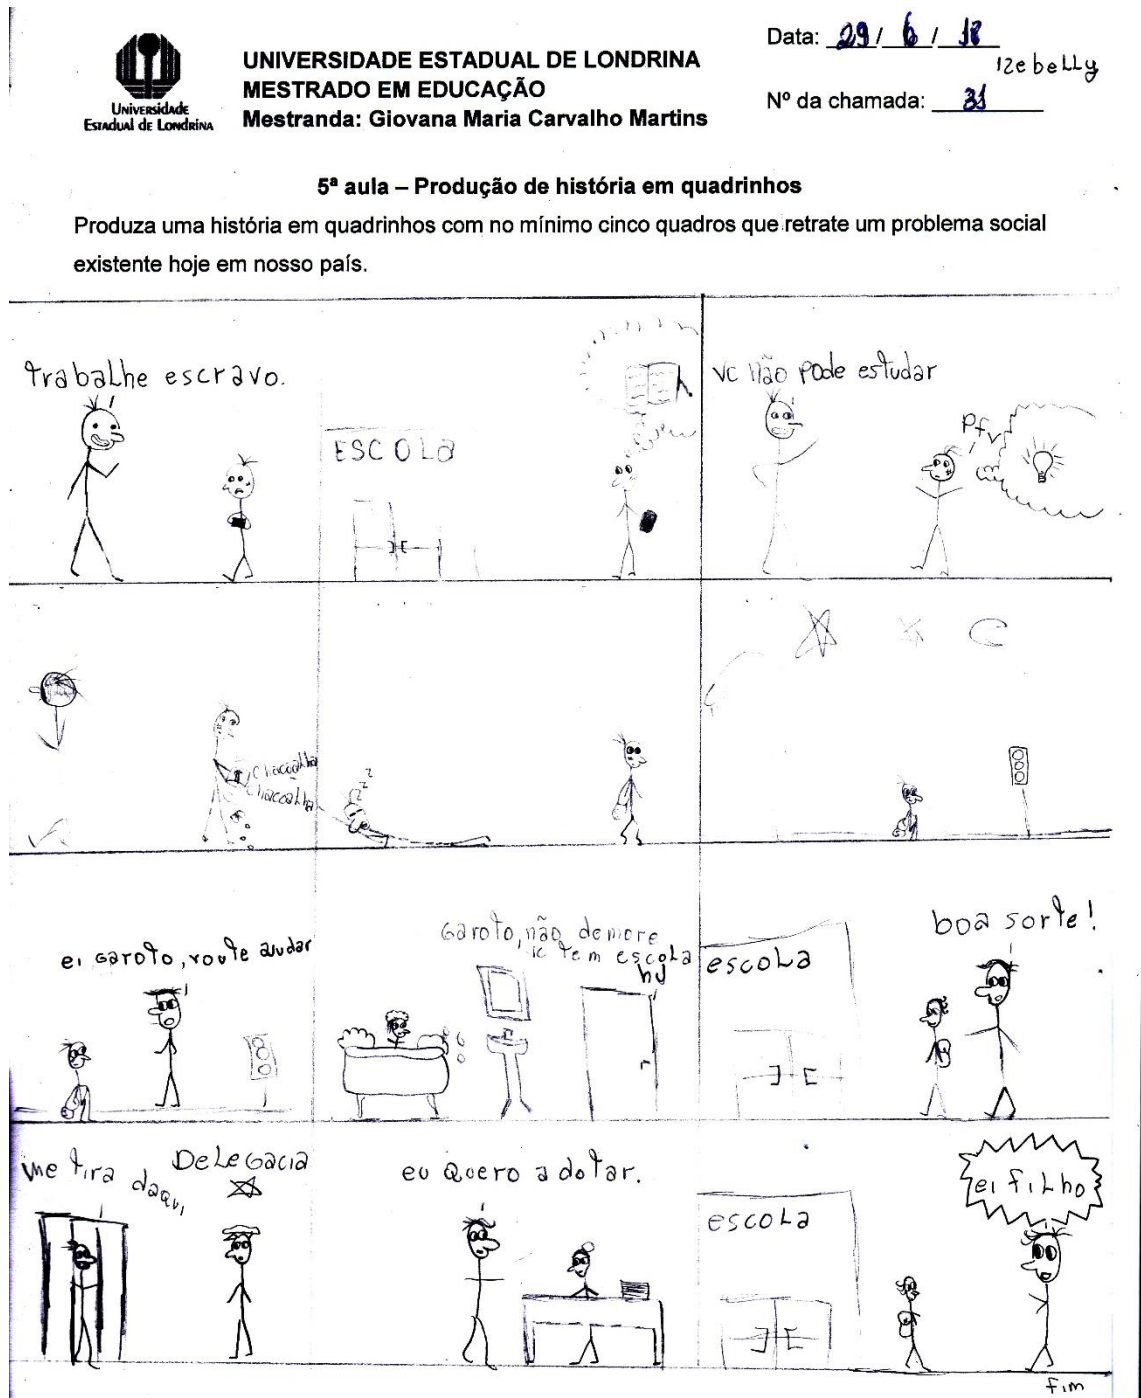 Universidade
Estadual de Londrina
UNIVERSIDADE ESTADUAL DE LONDRINA
MESTRADO EM EDUCAÇÃO
Mestranda: Giovana Maria Carvalho Martins
Data: 29/6/18
Izebelly
Nº da chamada: 31
5ª aula – Produção de história em quadrinhos
Produza uma história em quadrinhos com no mínimo cinco quadros que retrate um problema social
existente hoje em nosso país.
trabalhe escravo.
ESCOLA
vc não pode estudar
Pfv
chacoalha
chacoalha
zzz
ei garoto, vou te ajudar
Garoto, não demore
vc tem escola
hj
escola
boa sorte!
me tira daqui
Delegacia
eu quero adotar.
escola
ei filho
fim